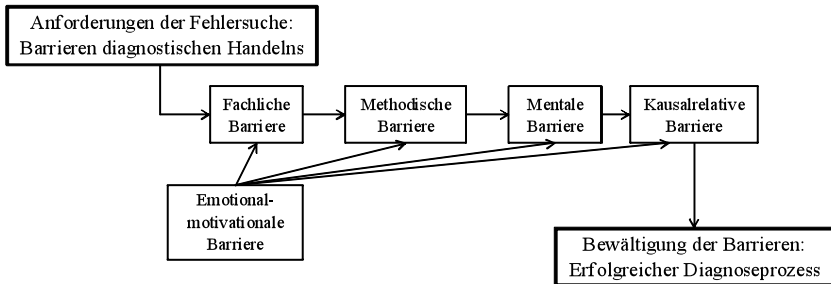 Anforderungen der Fehlersuche:
Barrieren diagnostischen Handelns
Fachliche
Barriere
Methodische
Barriere
Mentale
Barriere
Kausalrelative
Barriere
Emotional-
motivationale
Barriere
Bewältigung der Barrieren:
Erfolgreicher Diagnoseprozess